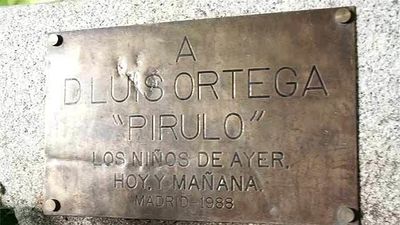 A
D. LUIS ORTEGA
"PIRULO"
LOS NIÑOS DE AYER,
HOY, Y MAÑANA.
MADRID-1988